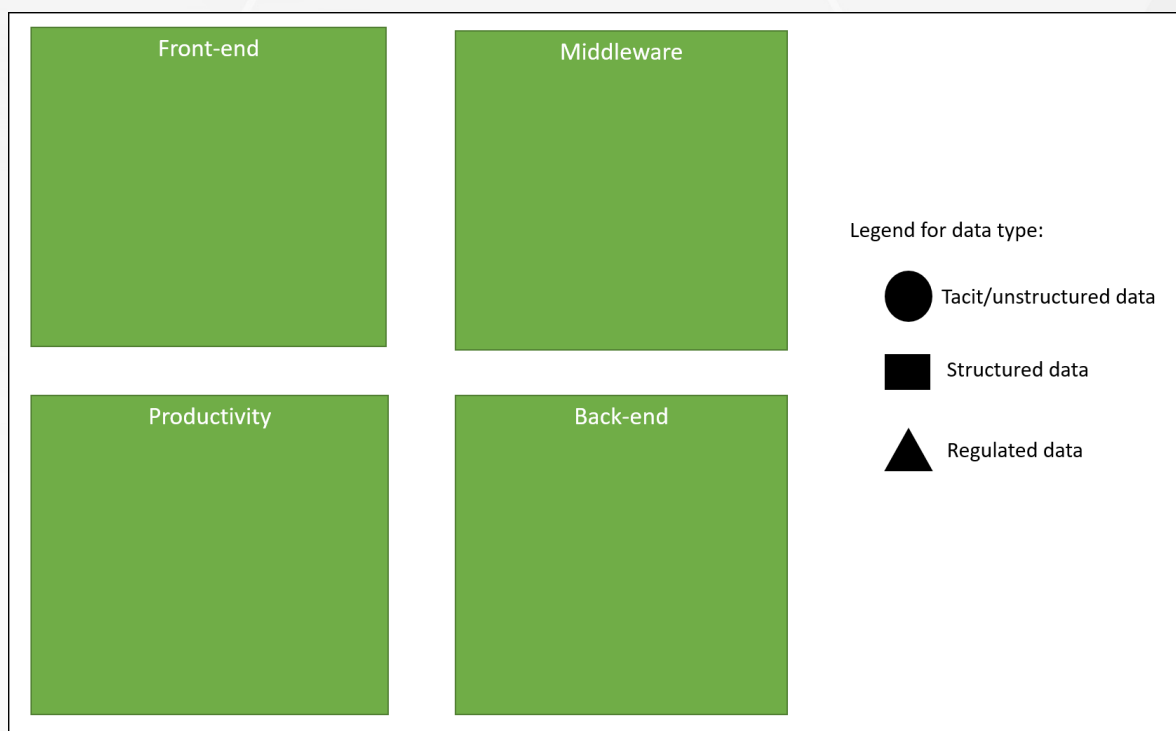 Front-end
Middleware
Legend for data type:
Tacit/unstructured data
Structured data
Regulated data
Productivity
Back-end